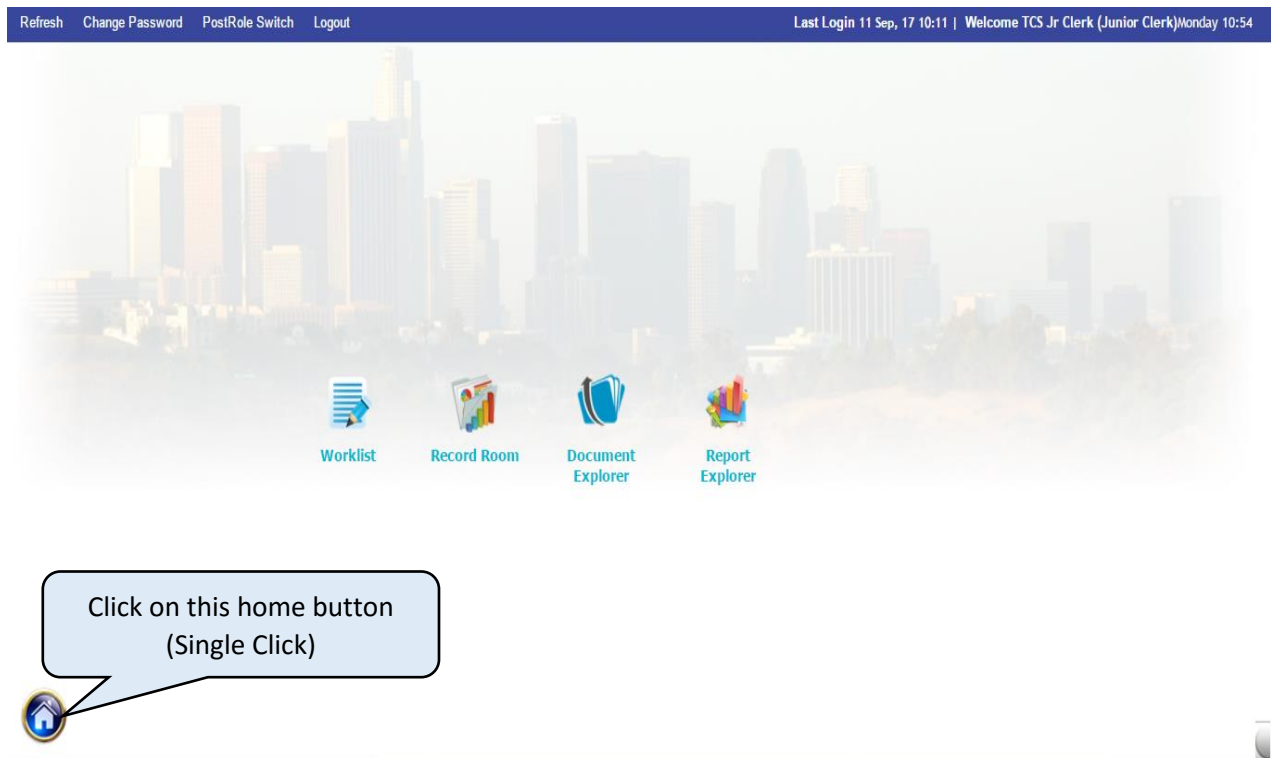 Refresh Change Password PostRole Switch Logout Last Login 11 Sep, 17 10:11 | Welcome TCS Jr Clerk (Junior Clerk)Monday 10:54
Worklist Record Room Document Explorer Report Explorer
Click on this home button
(Single Click)